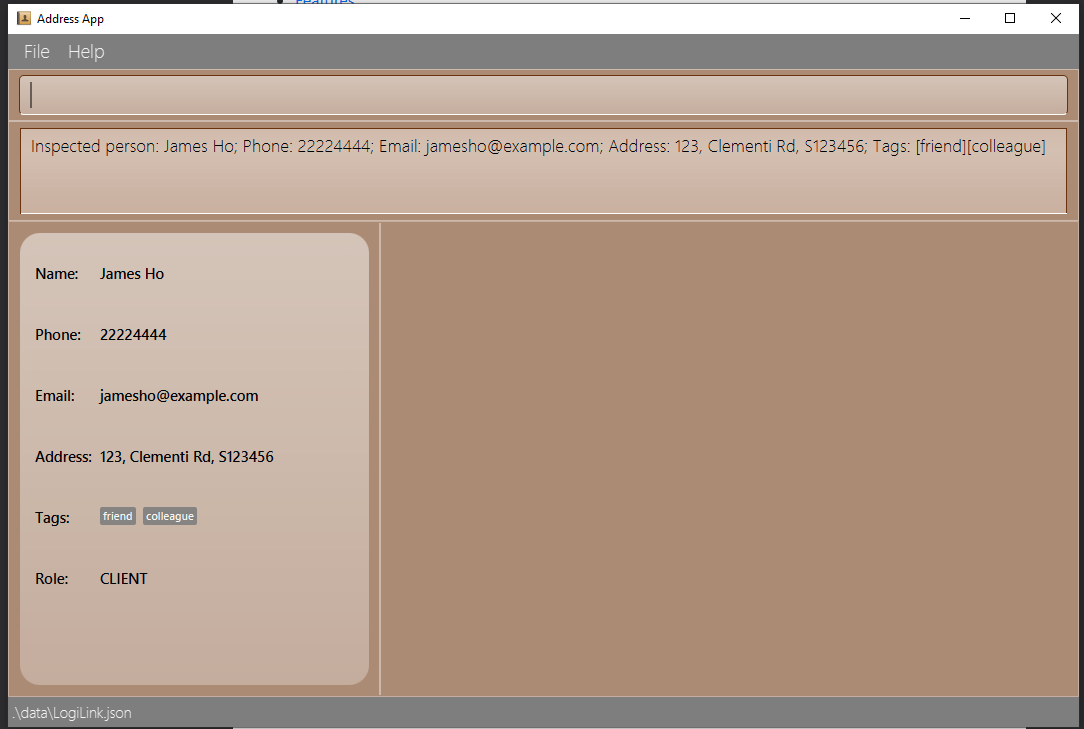 Features
Address App
File Help
Inspected person: James Ho; Phone: 22224444; Email: jamesho@example.com; Address: 123, Clementi Rd, S123456; Tags: [friend][colleague]
Name: James Ho
Phone: 22224444
Email: jamesho@example.com
Address: 123, Clementi Rd, S123456
Tags: friend colleague
Role: CLIENT
.\data\LogiLink.json